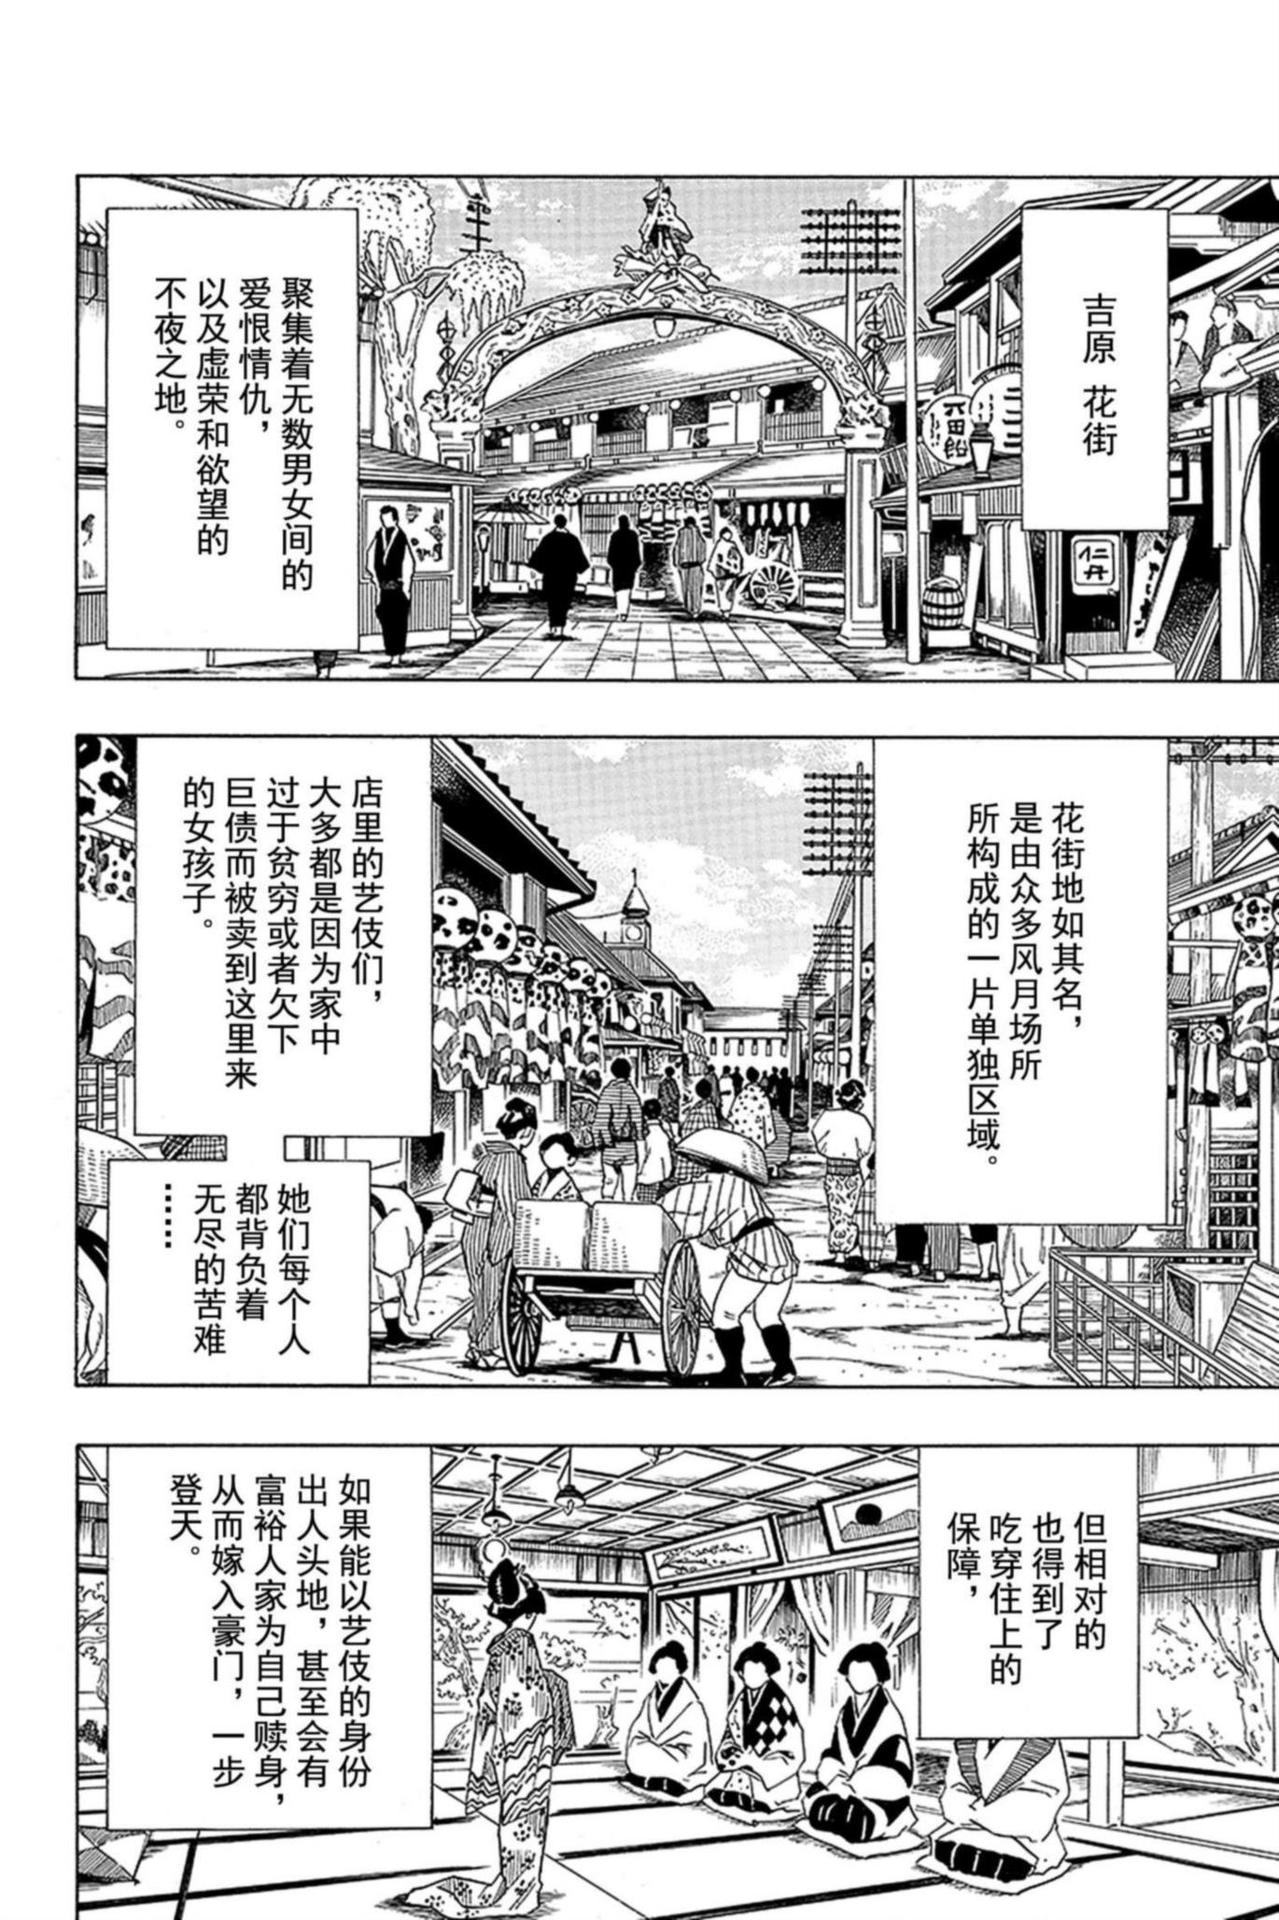 吉原 花街
聚集着无数男女间的
爱恨情仇，
以及虚荣和欲望的
不夜之地。
六田船
仁丹
花街地如其名，
是由众多风月场所
所构成的一片单独区域。
店里的艺伎们，
大多都是因为家中
过于贫穷或者欠下
巨债而被卖到这里来
的女孩子。
她们每个人
都背负着
无尽的苦难
……
但相对的
也得到了
吃穿住上的
保障，
如果能以艺伎的身份
出人头地，甚至会有
富裕人家为自己赎身，
从而嫁入豪门，一步
登天。